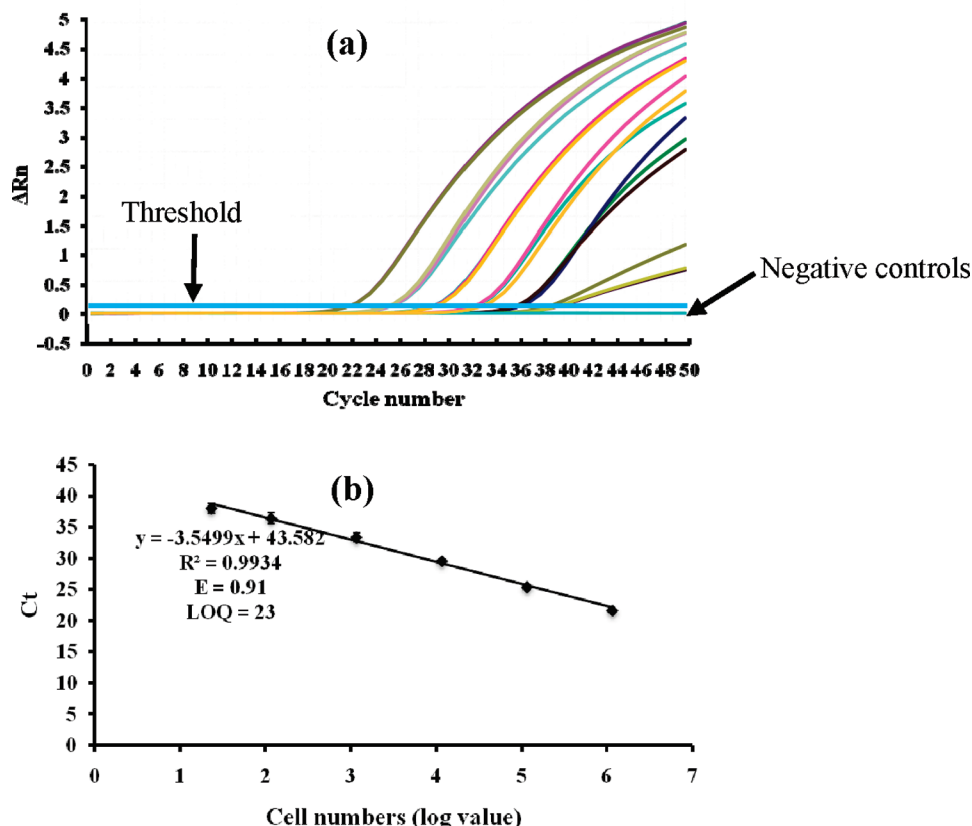 (a)
5
4.5
4
3.5
3
2.5
2
1.5
1
0.5
0
-0.5
ΔRn
Threshold
Negative controls
0 2 4 6 8 10 12 14 16 18 20 22 24 26 28 30 32 34 36 38 40 42 44 46 48 50
Cycle number
(b)
45
40
35
30
25
20
15
10
5
0
Ct
y = -3.5499x + 43.582
R² = 0.9934
E = 0.91
LOQ = 23
0 1 2 3 4 5 6 7
Cell numbers (log value)